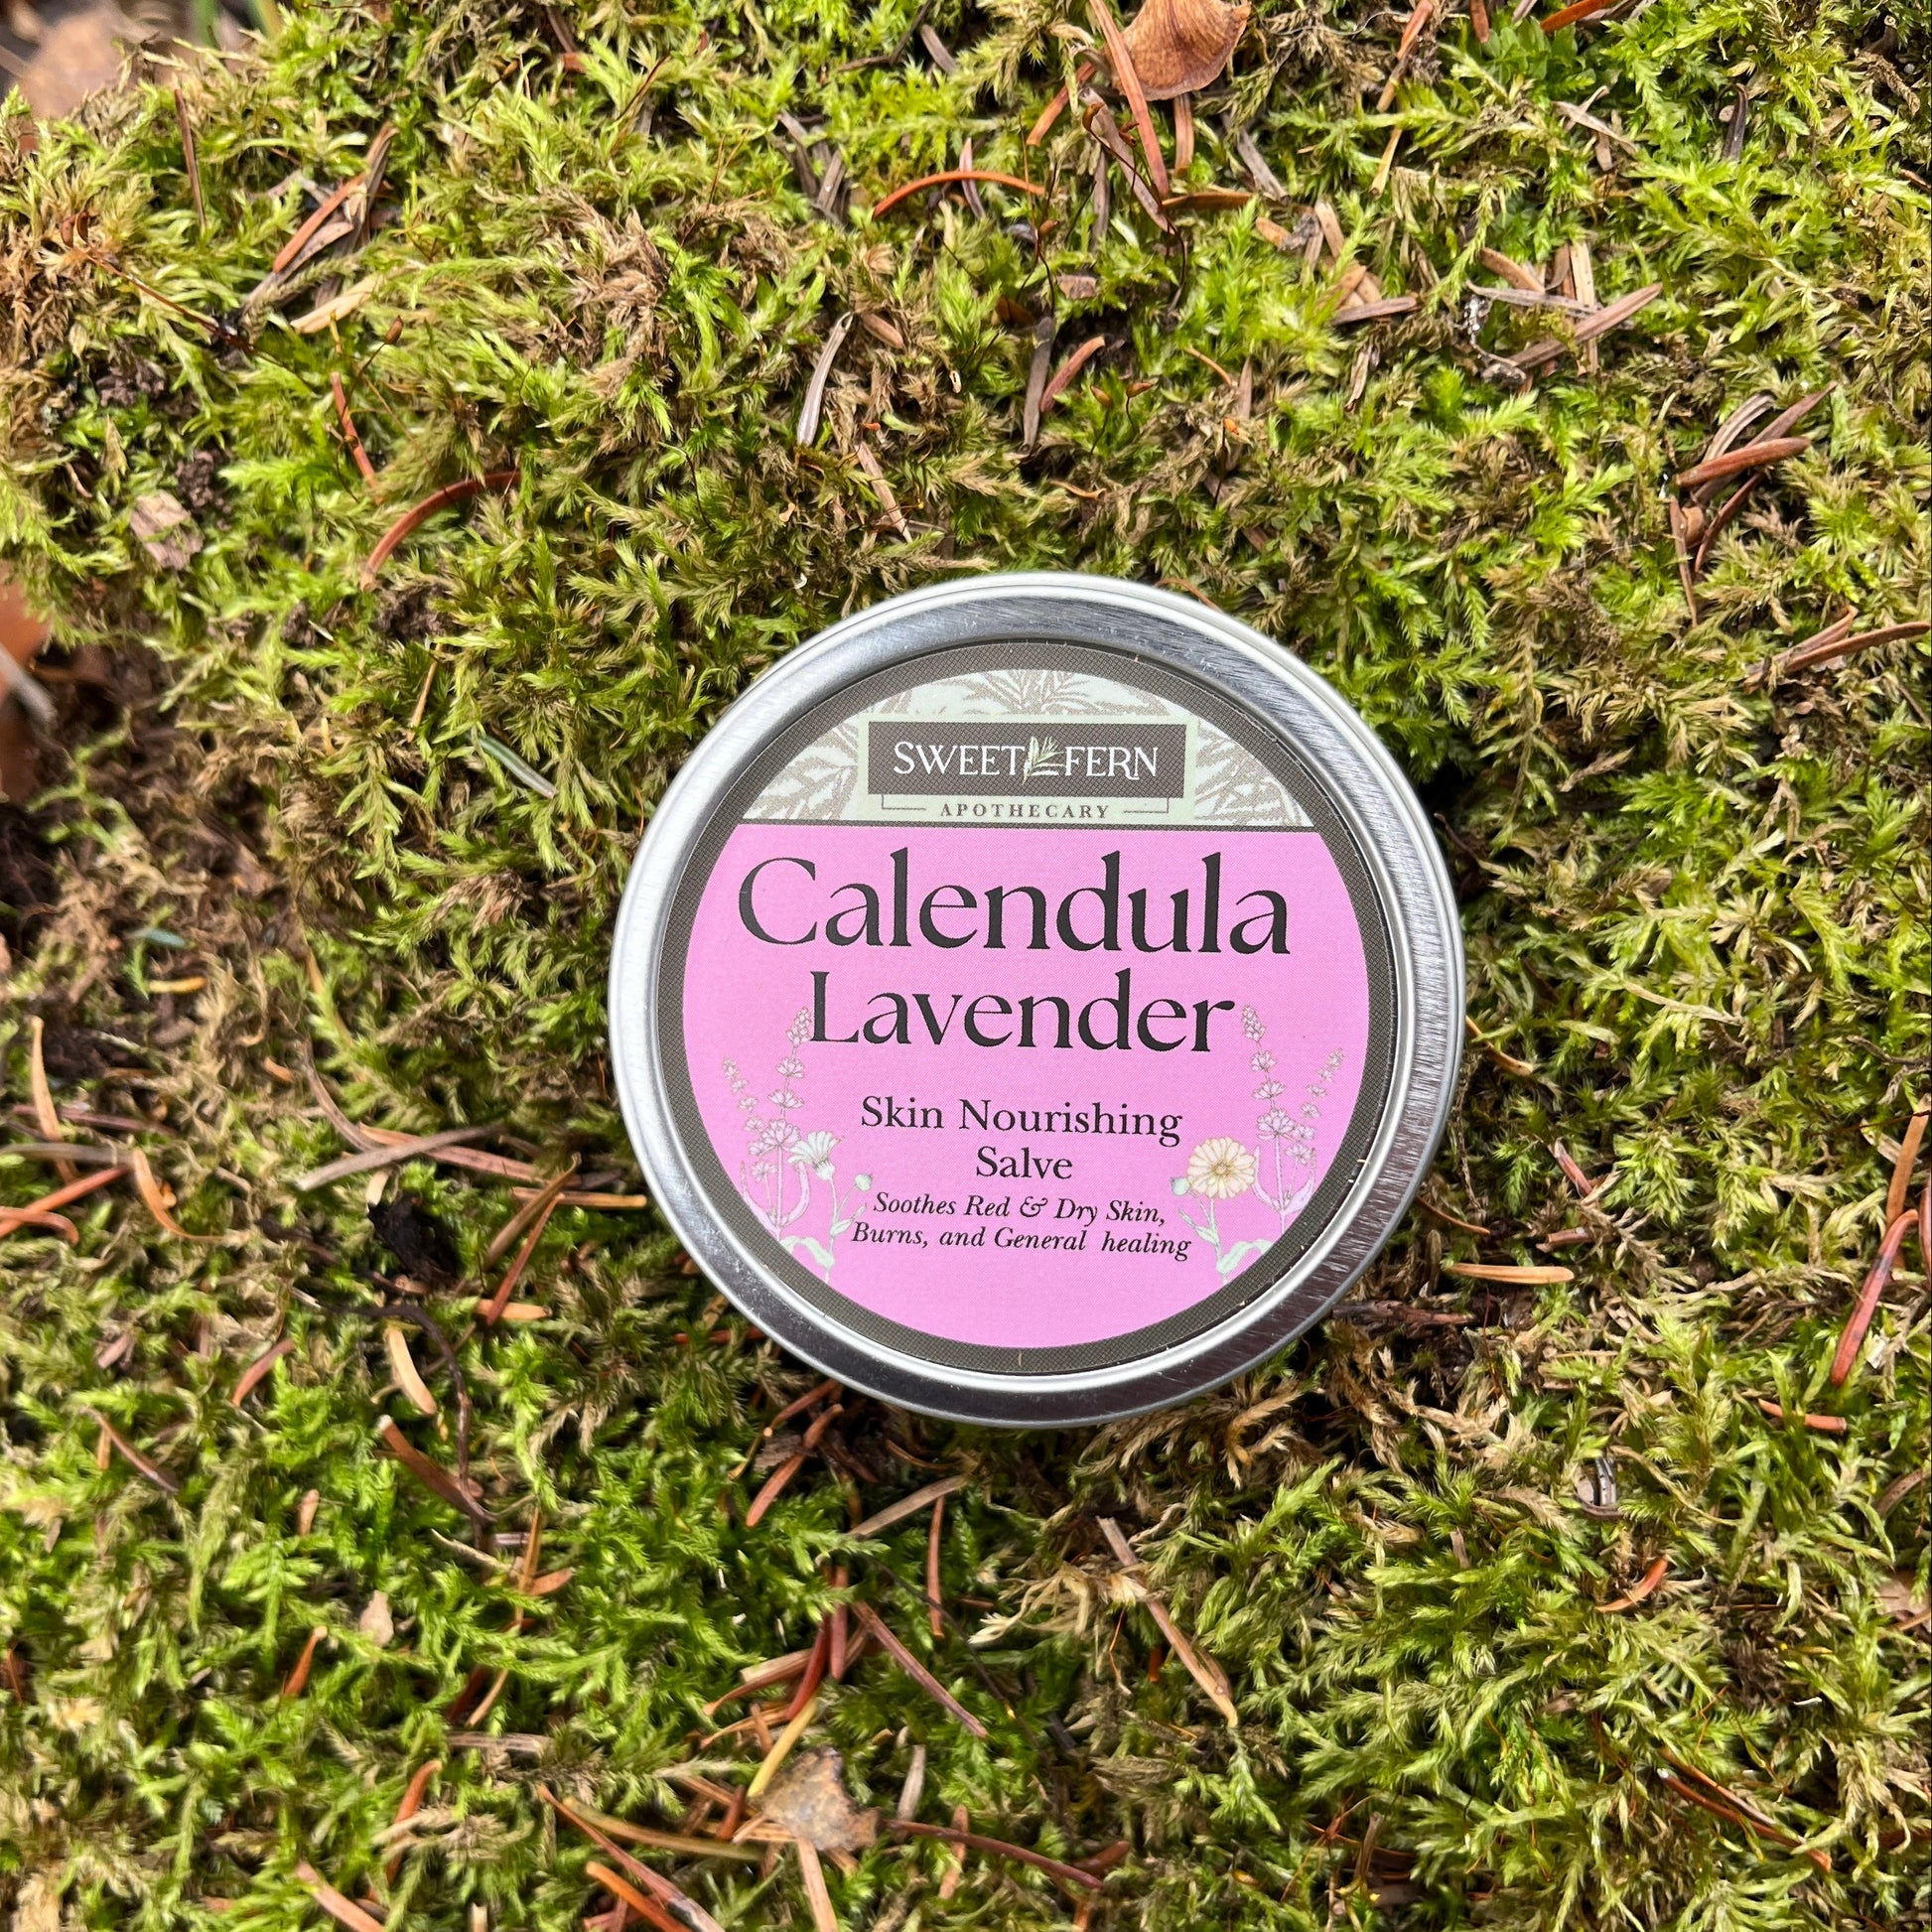 SWEET FERN
APOTHECARY
Calendula
Lavender
Skin Nourishing
Salve
Soothes Red & Dry Skin,
Burns, and General healing